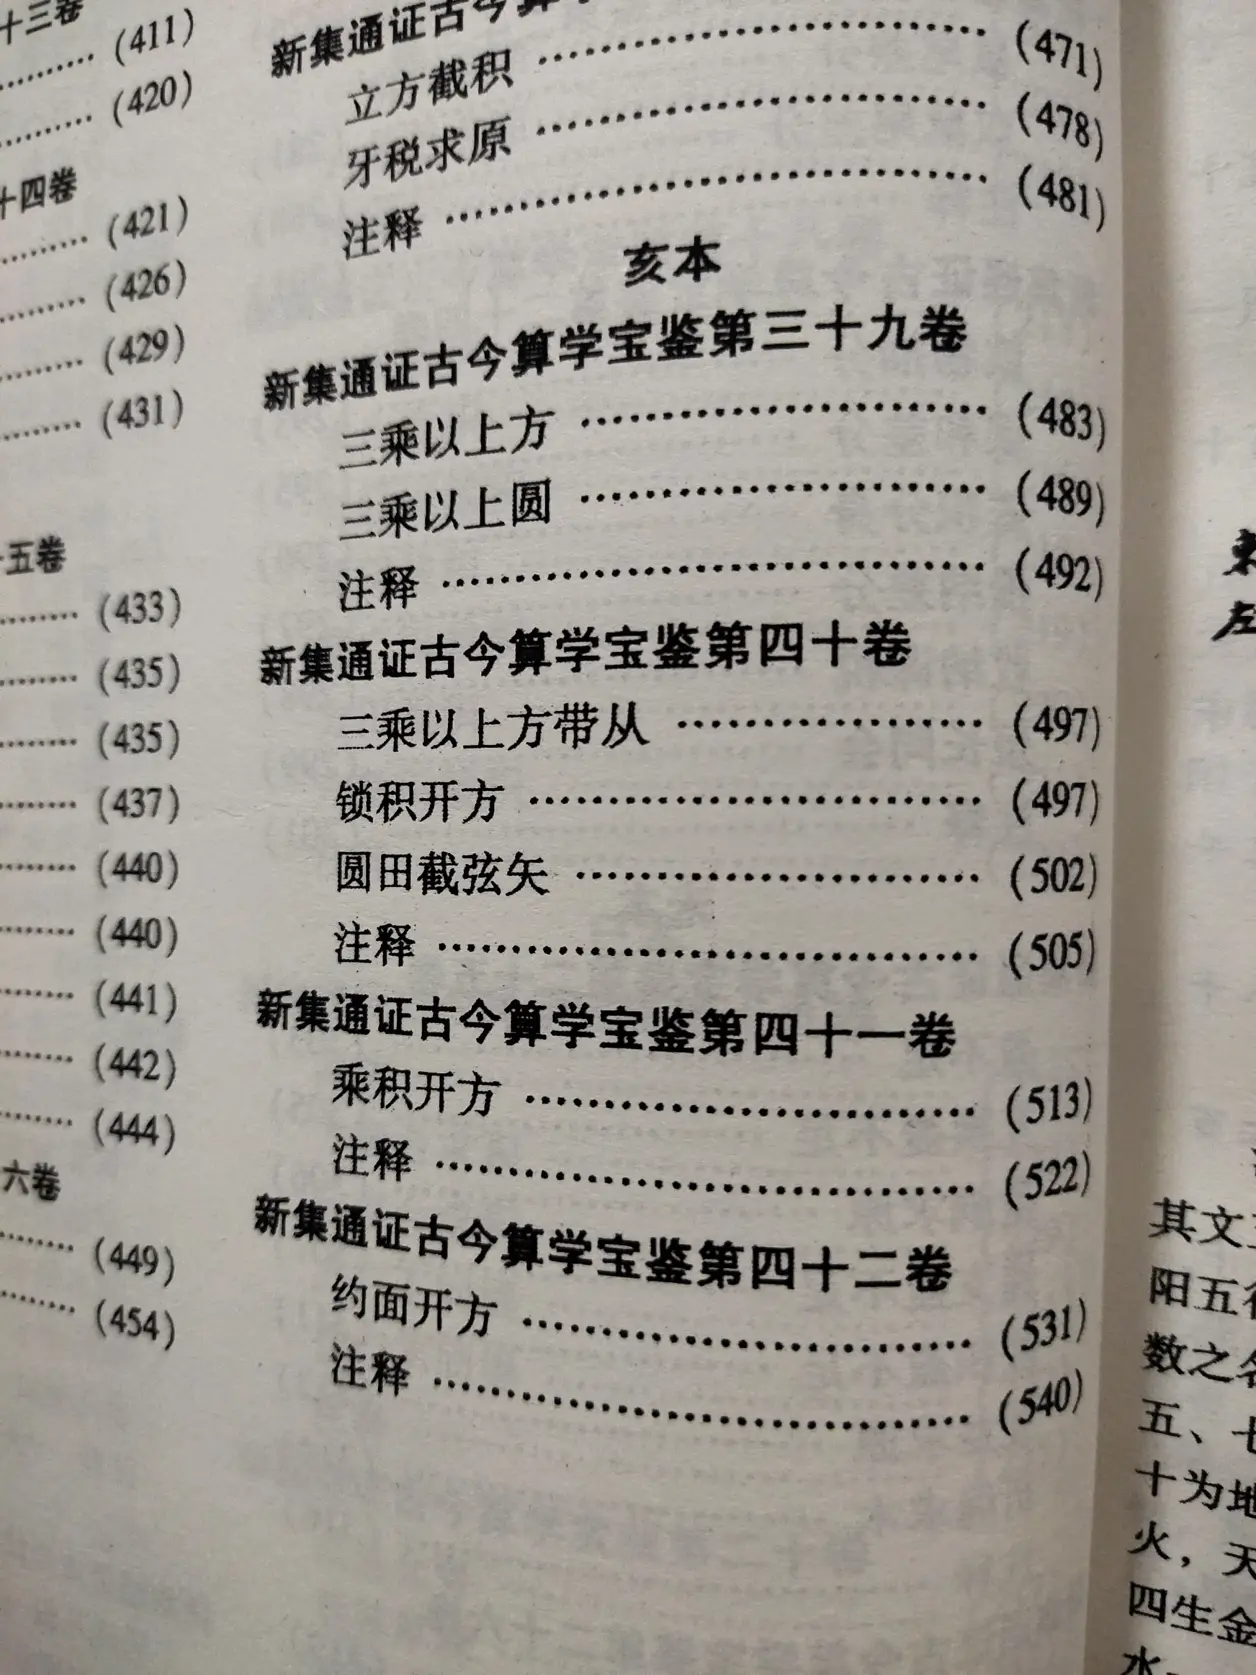 十三卷
…………(411)
…………(420)
十四卷
…………(421)
…………(426)
…………(429)
…………(431)
五卷
…………(433)
…………(435)
…………(435)
…………(437)
…………(440)
…………(440)
…………(441)
…………(442)
…………(444)
六卷
…………(449)
…………(454)
新集通证古今算学
立方截积…………(471)
牙税求原…………(478)
注释…………(481)
亥本
新集通证古今算学宝鉴第三十九卷
三乘以上方…………(483)
三乘以上圆…………(489)
注释…………(492)
新集通证古今算学宝鉴第四十卷
三乘以上方带从…………(497)
锁积开方…………(497)
圆田截弦矢…………(502)
注释…………(505)
新集通证古今算学宝鉴第四十一卷
乘积开方…………(513)
注释…………(522)
新集通证古今算学宝鉴第四十二卷
约面开方…………(531)
注释…………(540)
左
其文
阳五
数之名
五、七
十为地
火，天
四生金
水